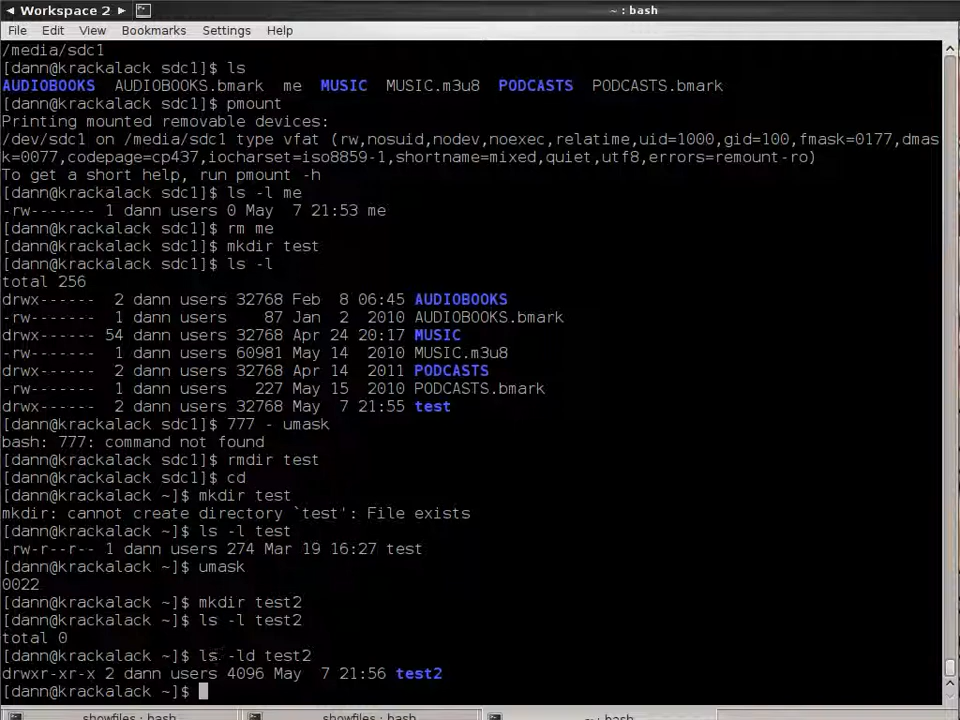 ◄ Workspace 2 ►
~ : bash
File Edit View Bookmarks Settings Help
/media/sdc1
[dann@krackalack sdc1]$ ls
AUDIOBOOKS AUDIOBOOKS.bmark me MUSIC MUSIC.m3u8 PODCASTS PODCASTS.bmark
[dann@krackalack sdc1]$ pmount
Printing mounted removable devices:
/dev/sdc1 on /media/sdc1 type vfat (rw,nosuid,nodev,noexec,relatime,uid=1000,gid=100,fmask=0177,dmas
k=0077,codepage=cp437,iocharset=iso8859-1,shortname=mixed,quiet,utf8,errors=remount-ro)
To get a short help, run pmount -h
[dann@krackalack sdc1]$ ls -l me
-rw------- 1 dann users 0 May  7 21:53 me
[dann@krackalack sdc1]$ rm me
[dann@krackalack sdc1]$ mkdir test
[dann@krackalack sdc1]$ ls -l
total 256
drwx------  2 dann users 32768 Feb  8 06:45 AUDIOBOOKS
-rw-------  1 dann users    87 Jan  2  2010 AUDIOBOOKS.bmark
drwx------ 54 dann users 32768 Apr 24 20:17 MUSIC
-rw-------  1 dann users 60981 May 14  2010 MUSIC.m3u8
drwx------  2 dann users 32768 Apr 14  2011 PODCASTS
-rw-------  1 dann users   227 May 15  2010 PODCASTS.bmark
drwx------  2 dann users 32768 May  7 21:55 test
[dann@krackalack sdc1]$ 777 - umask
bash: 777: command not found
[dann@krackalack sdc1]$ rmdir test
[dann@krackalack sdc1]$ cd
[dann@krackalack ~]$ mkdir test
mkdir: cannot create directory `test': File exists
[dann@krackalack ~]$ ls -l test
-rw-r--r-- 1 dann users 274 Mar 19 16:27 test
[dann@krackalack ~]$ umask
0022
[dann@krackalack ~]$ mkdir test2
[dann@krackalack ~]$ ls -l test2
total 0
[dann@krackalack ~]$ ls -ld test2
drwxr-xr-x 2 dann users 4096 May  7 21:56 test2
[dann@krackalack ~]$
showfiles : bash showfiles : bash : bash